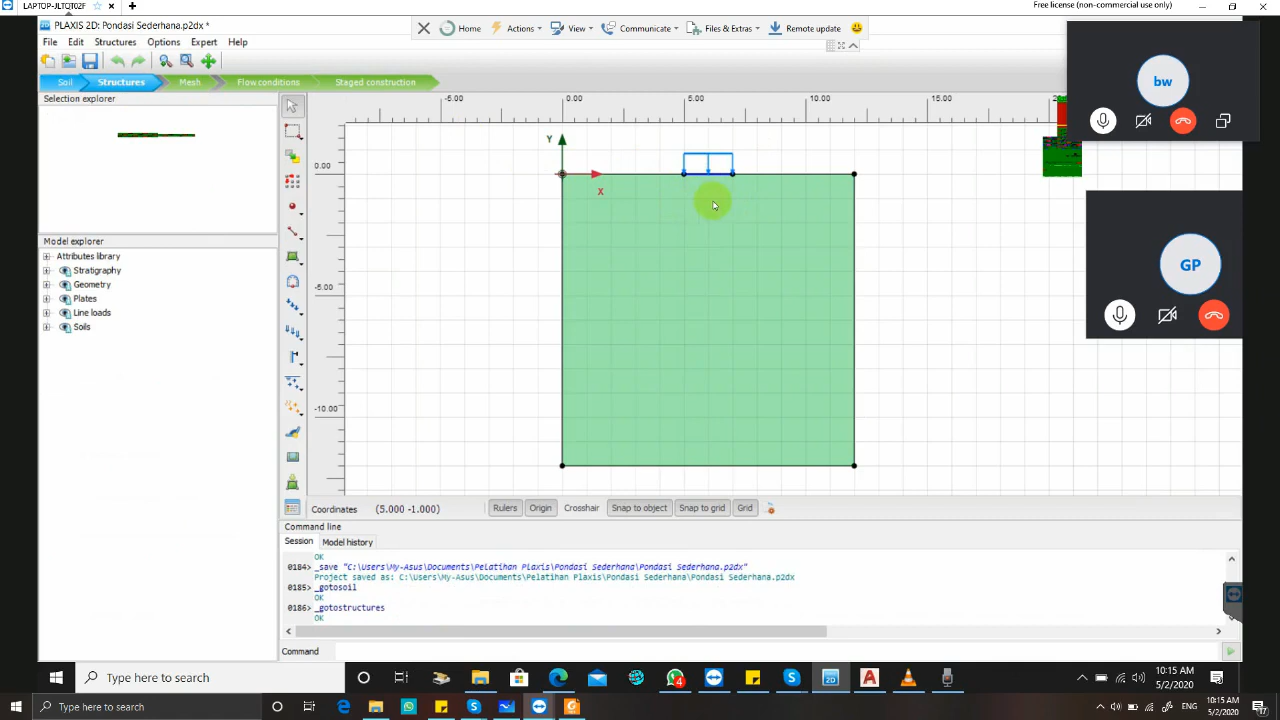 LAPTOP-JLTQT02F
Free license (non-commercial use only)
PLAXIS 2D: Pondasi Sederhana.p2dx *
Home Actions View Communicate Files & Extras Remote update
File Edit Structures Options Expert Help
Soil Structures Mesh Flow conditions Staged construction
Selection explorer
-5.00 0.00 5.00 10.00 15.00
bw
Y
0.00
X
Model explorer
Attributes library
Stratigraphy
Geometry
Plates
Line loads
Soils
GP
-5.00
-10.00
Coordinates (5.000 -1.000) Rulers Origin Crosshair Snap to object Snap to grid Grid
Command line
Session Model history
OK
0184> _save "C:\Users\My-Asus\Documents\Pelatihan Plaxis\Pondasi Sederhana\Pondasi Sederhana.p2dx"
Project saved as: C:\Users\My-Asus\Documents\Pelatihan Plaxis\Pondasi Sederhana\Pondasi Sederhana.p2dx
0185> _gotosoil
OK
0186> _gotostructures
OK
Command
Type here to search
4
2D
10:15 AM
5/2/2020
Type here to search
10:15 AM
5/2/2020
17